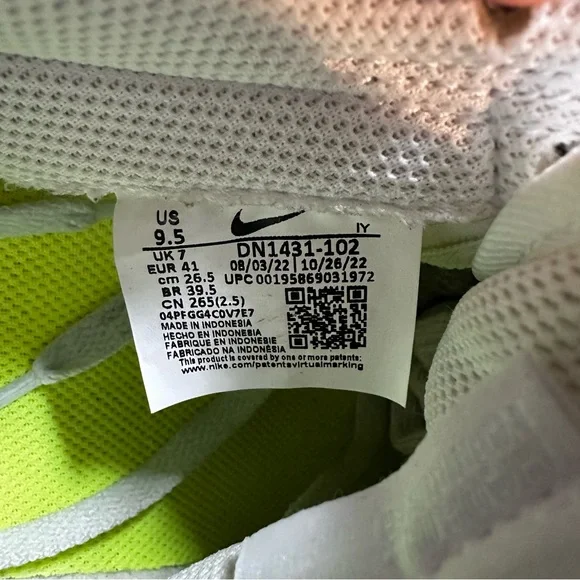 US
9.5
UK 7
EUR 41
cm 26.5
BR 39.5
CN 265(2.5)
IY
DN1431-102
08/03/22 | 10/26/22
UPC 00195869031972
04PFGG4C0V7E7
MADE IN INDONESIA
HECHO EN INDONESIA
FABRIQUE EN INDONESIE
FABRICADO NA INDONÉSIA
This product is covered by one or more patents:
www.nike.com/patentsvirtualmarking